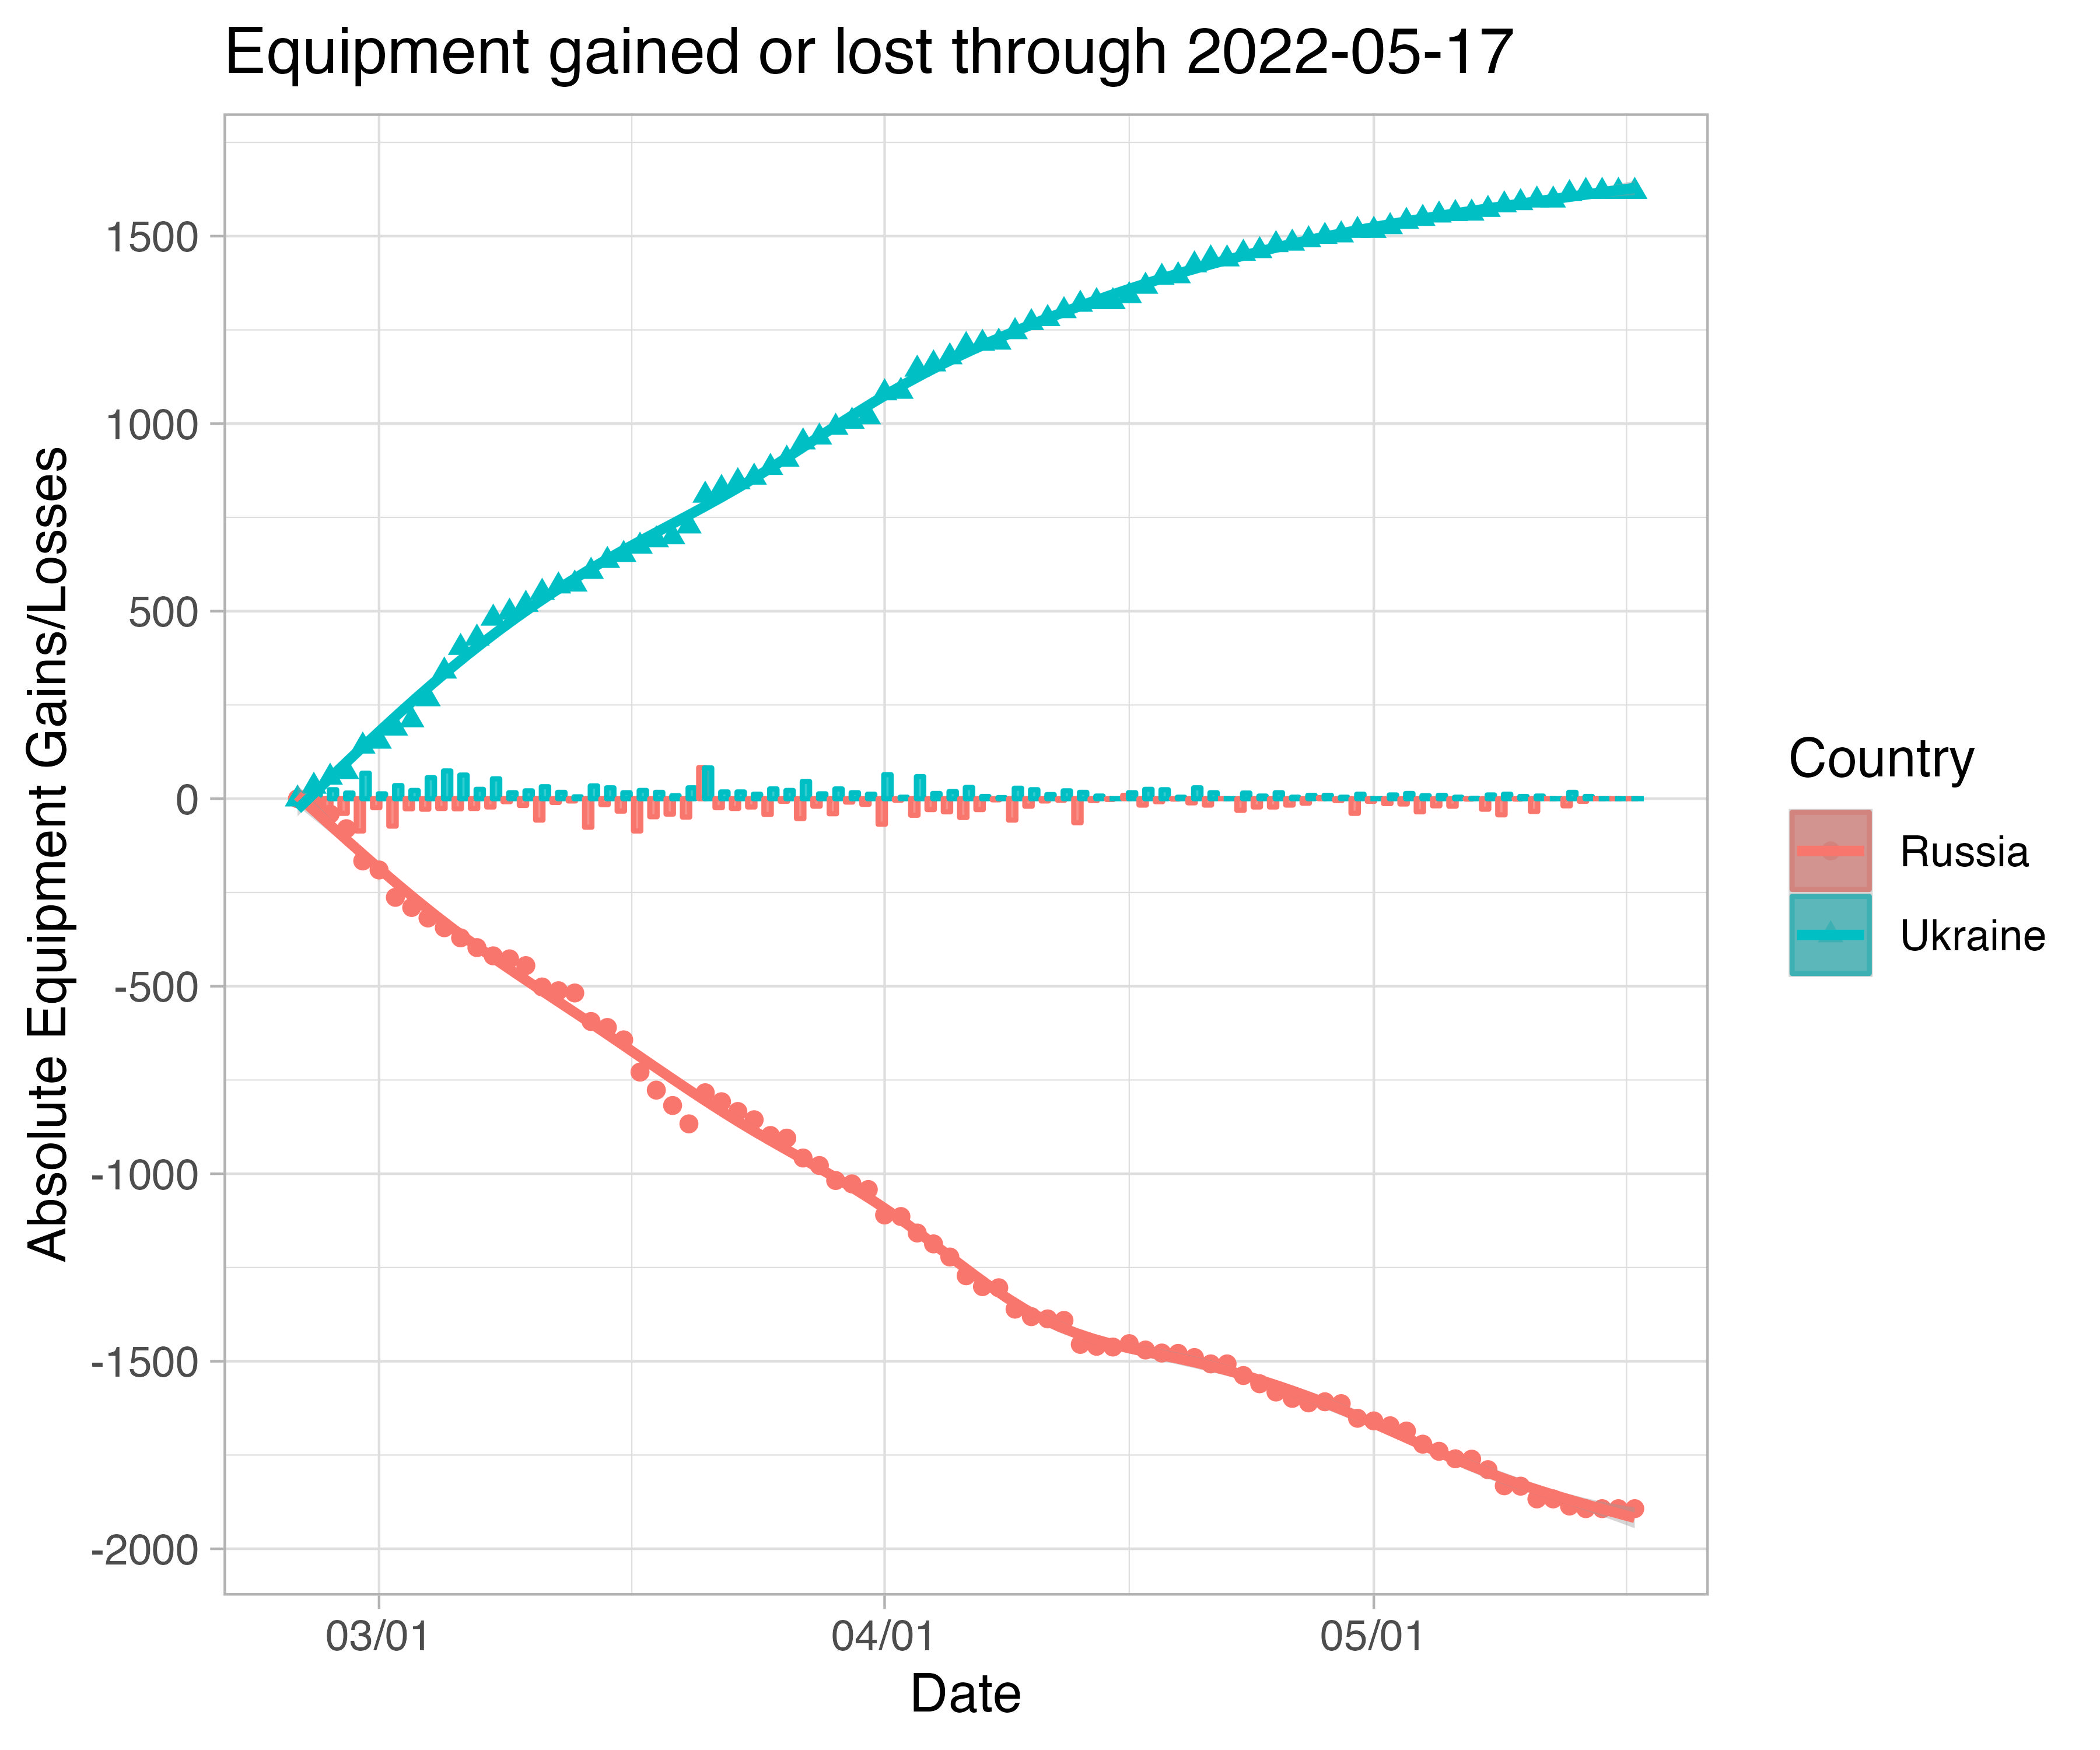 Equipment gained or lost through 2022-05-17
Absolute Equipment Gains/Losses
1500
1000
500
0
-500
-1000
-1500
-2000
03/01 04/01 05/01
Date
Country
Russia
Ukraine